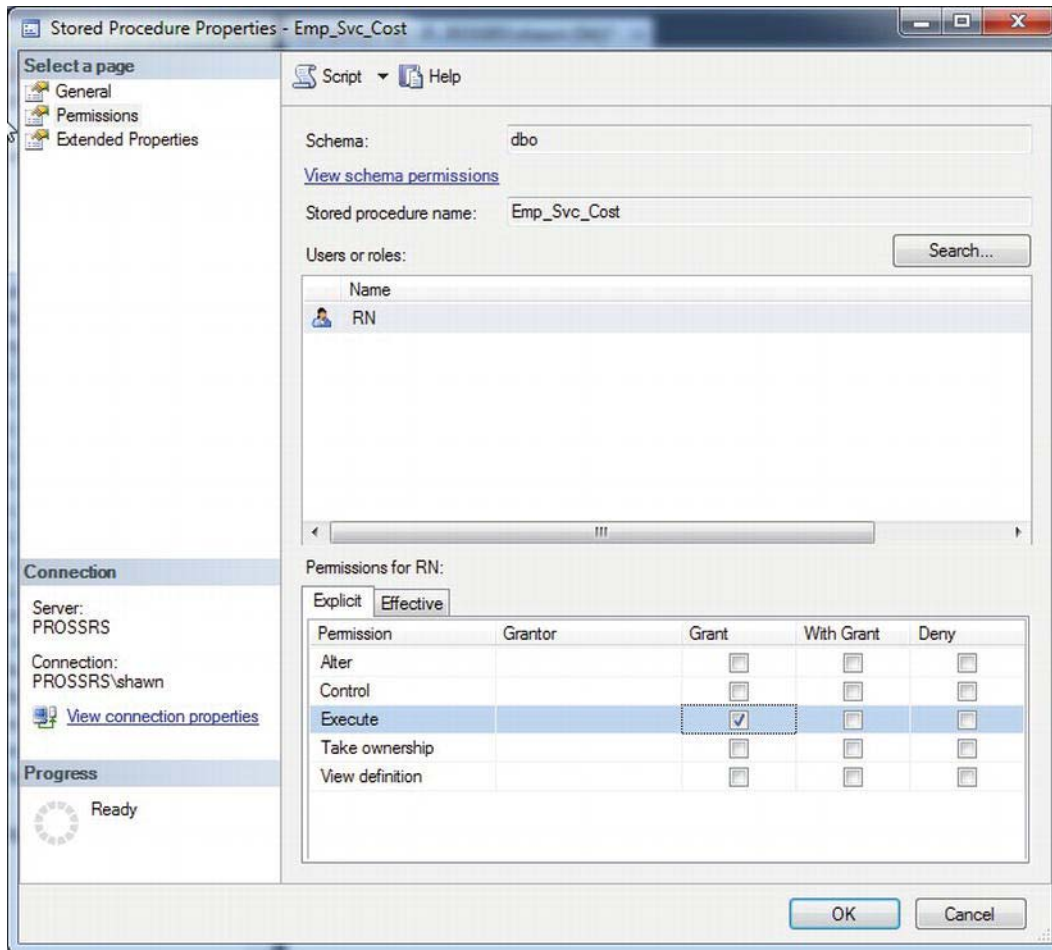 Stored Procedure Properties - Emp_Svc_Cost
Select a page
General
Permissions
Extended Properties
Script Help
Schema: dbo
View schema permissions
Stored procedure name: Emp_Svc_Cost
Users or roles: Search...
Name
RN
Connection
Server:
PROSSRS
Connection:
PROSSRS\shawn
View connection properties
Progress
Ready
Permissions for RN:
Explicit Effective
Permission Grantor Grant With Grant Deny
Alter
Control
Execute
Take ownership
View definition
OK Cancel